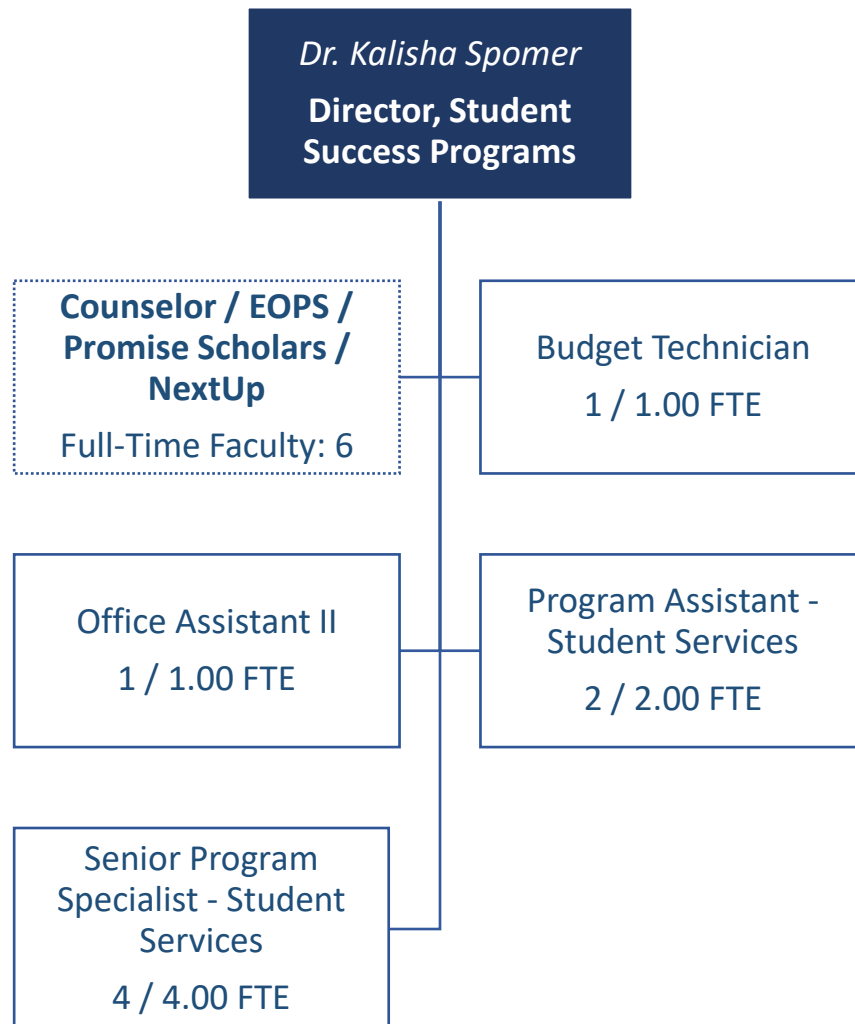 Dr. Kalisha Spomer
Director, Student
Success Programs
Counselor / EOPS /
Promise Scholars /
NextUp
Full-Time Faculty: 6
Budget Technician
1 / 1.00 FTE
Office Assistant II
1 / 1.00 FTE
Program Assistant -
Student Services
2 / 2.00 FTE
Senior Program
Specialist - Student
Services
4 / 4.00 FTE